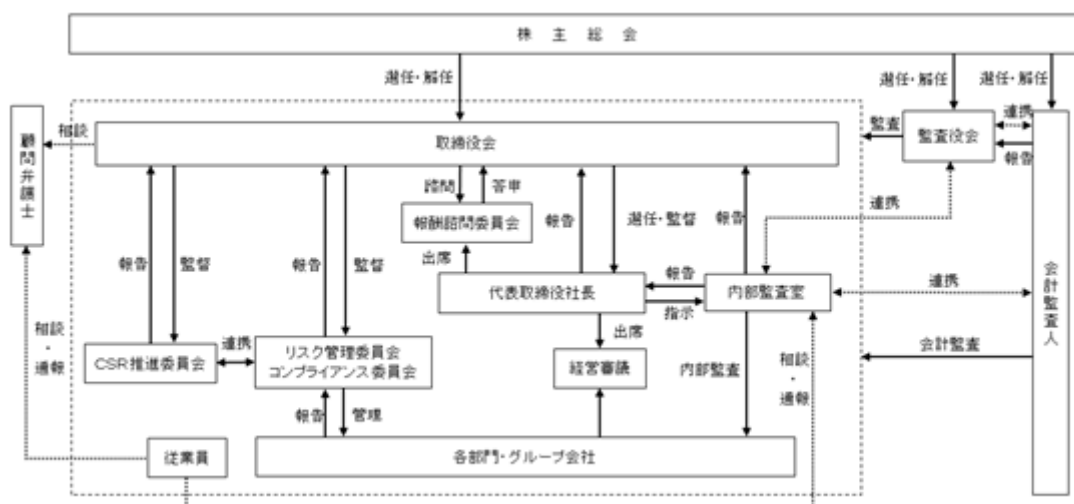 株主総会
選任・解任
選任・解任
選任・解任
顧問弁護士
相談
取締役会
監査
監査役会
連携
報告
諮問
答申
報酬諮問委員会
報告
選任・監督
報告
連携
報告
監督
報告
監督
出席
代表取締役社長
報告
指示
内部監査室
連携
会計監査人
相談・通報
CSR推進委員会
連携
リスク管理委員会
コンプライアンス委員会
出席
経営審議
内部監査
相談・通報
会計監査
報告
管理
従業員
各部門・グループ会社